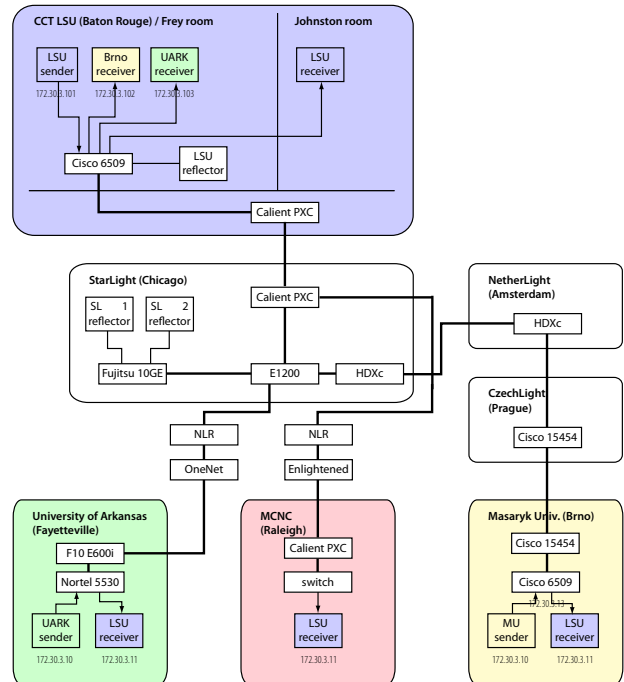 CCT LSU (Baton Rouge) / Frey room
Johnston room
LSU
sender
Brno
receiver
UARK
receiver
LSU
receiver
172.30.3.101
172.30.3.102
172.30.3.103
Cisco 6509
LSU
reflector
Calient PXC
StarLight (Chicago)
NetherLight
(Amsterdam)
Calient PXC
SL 1
reflector
SL 2
reflector
HDXc
Fujitsu 10GE
E1200
HDXc
CzechLight
(Prague)
NLR
NLR
Cisco 15454
OneNet
Enlightened
University of Arkansas
(Fayetteville)
MCNC
(Raleigh)
Masaryk Univ. (Brno)
F10 E600i
Calient PXC
Cisco 15454
Nortel 5530
switch
Cisco 6509
172.30.3.13
UARK
sender
LSU
receiver
LSU
receiver
MU
sender
LSU
receiver
172.30.3.10
172.30.3.11
172.30.3.11
172.30.3.10
172.30.3.11